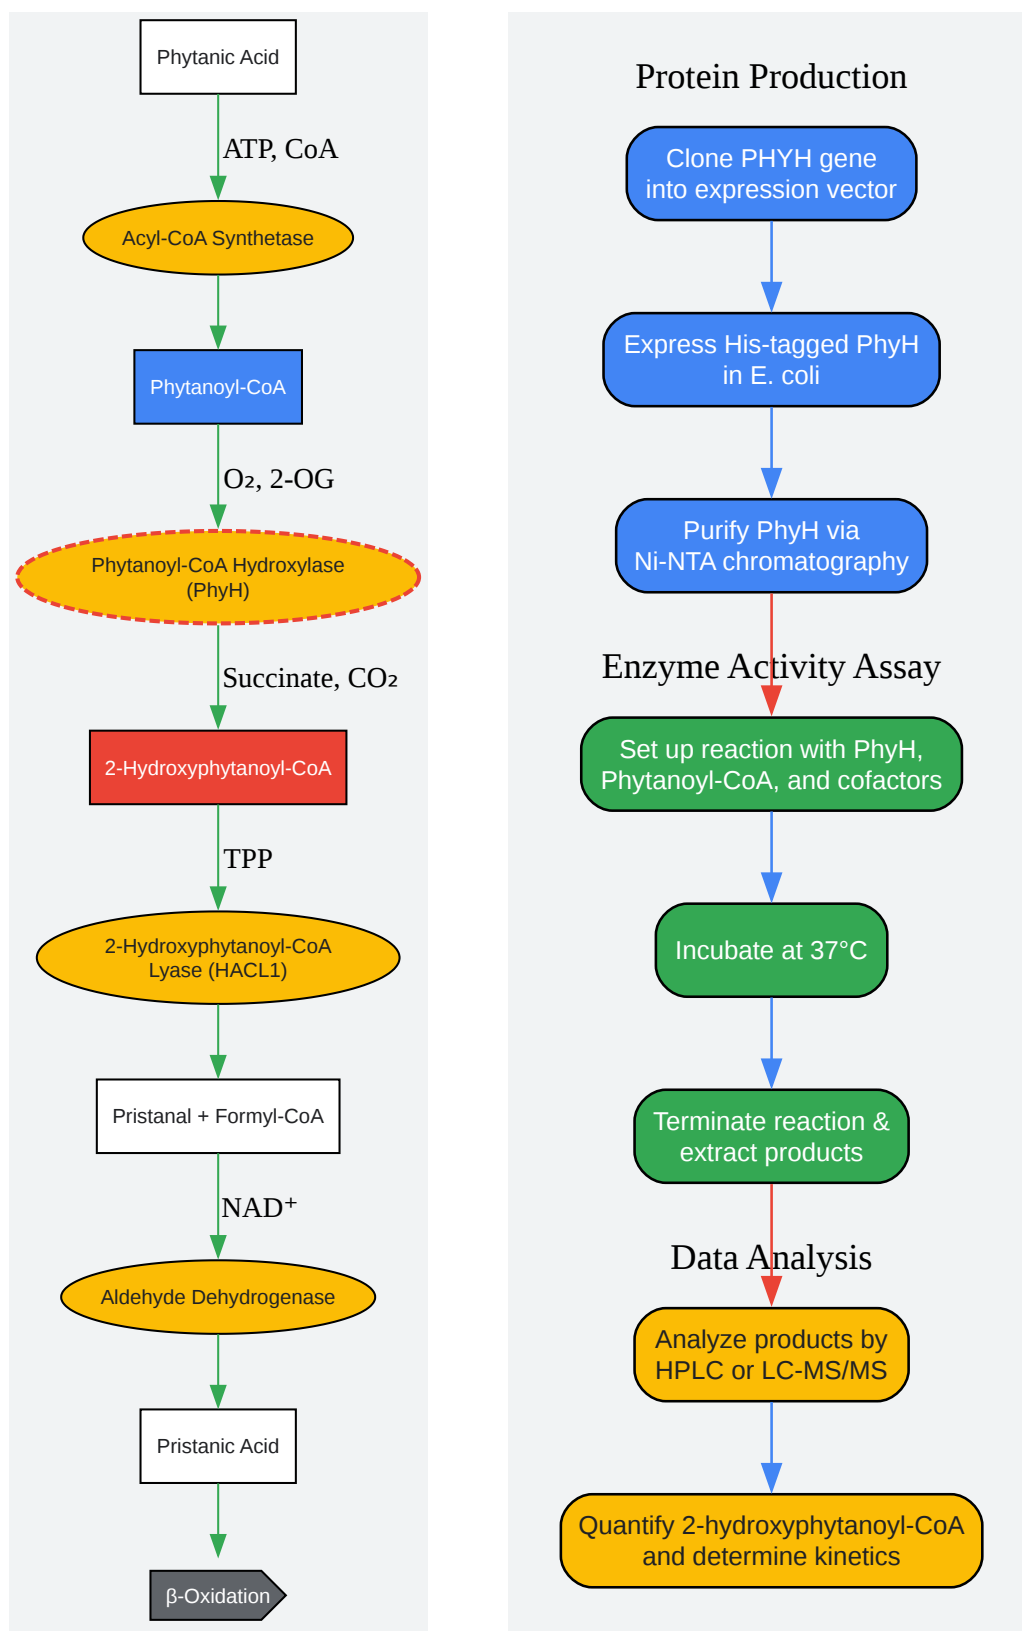 Phytanic Acid
ATP, CoA
Acyl-CoA Synthetase
Phytanoyl-CoA
O₂, 2-OG
Phytanoyl-CoA Hydroxylase
(PhyH)
Succinate, CO₂
2-Hydroxyphytanoyl-CoA
TPP
2-Hydroxyphytanoyl-CoA
Lyase (HACL1)
Pristanal + Formyl-CoA
NAD⁺
Aldehyde Dehydrogenase
Pristanic Acid
β-Oxidation
Protein Production
Clone PHYH gene
into expression vector
Express His-tagged PhyH
in E. coli
Purify PhyH via
Ni-NTA chromatography
Enzyme Activity Assay
Set up reaction with PhyH,
Phytanoyl-CoA, and cofactors
Incubate at 37°C
Terminate reaction &
extract products
Data Analysis
Analyze products by
HPLC or LC-MS/MS
Quantify 2-hydroxyphytanoyl-CoA
and determine kinetics